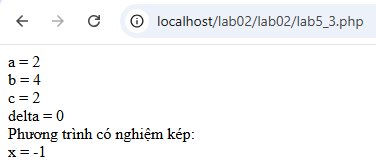 localhost/lab02/lab02/lab5_3.php
a = 2
b = 4
c = 2
delta = 0
Phương trình có nghiệm kép:
x = -1